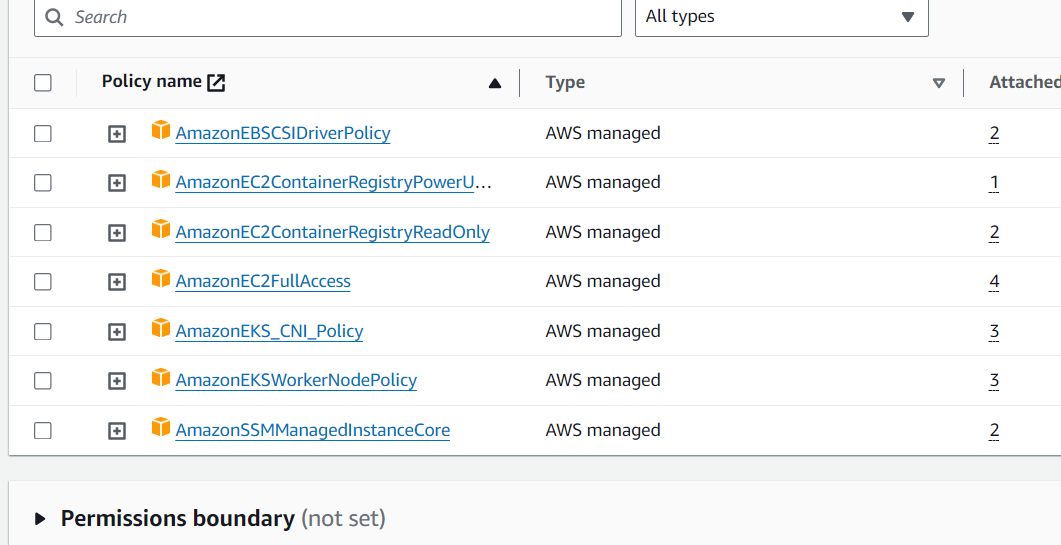 Search
All types
Policy name Type Attached
AmazonEBSCSIDriverPolicy AWS managed 2
AmazonEC2ContainerRegistryPowerU... AWS managed 1
AmazonEC2ContainerRegistryReadOnly AWS managed 2
AmazonEC2FullAccess AWS managed 4
AmazonEKS_CNI_Policy AWS managed 3
AmazonEKSWorkerNodePolicy AWS managed 3
AmazonSSMManagedInstanceCore AWS managed 2
Permissions boundary (not set)